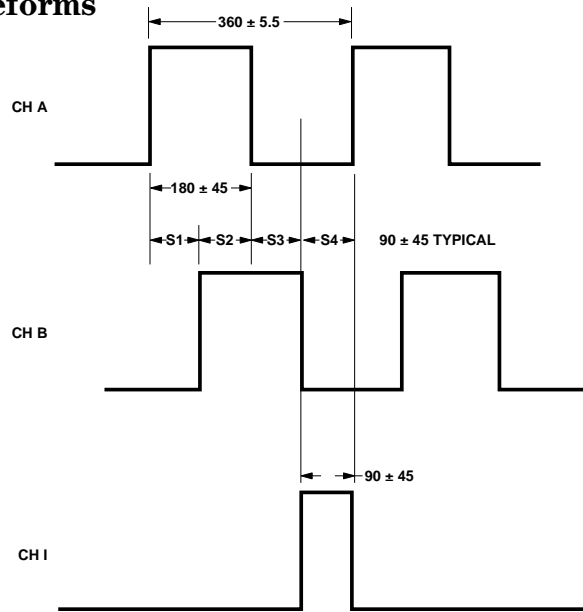 eforms
360 ± 5.5
CH A
180 ± 45
S1 S2 S3 S4 90 ± 45 TYPICAL
CH B
90 ± 45
CH I